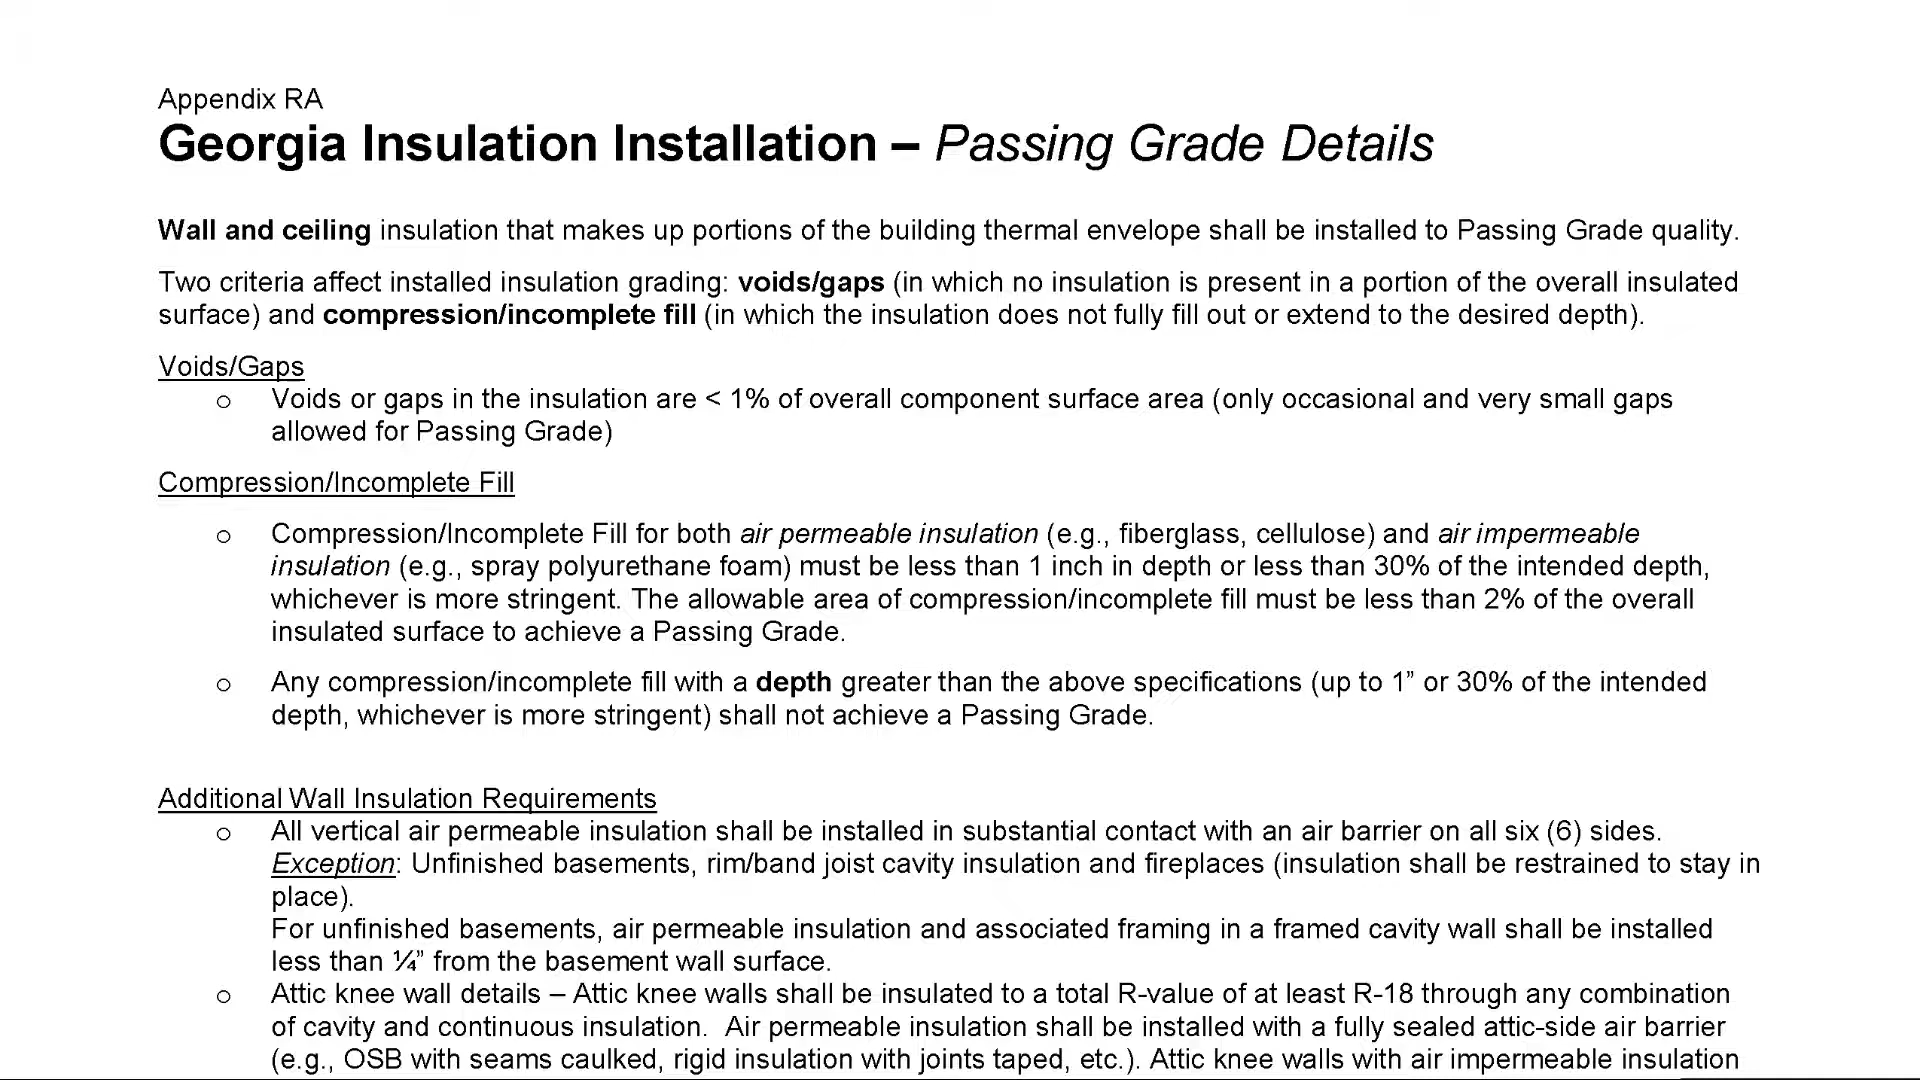 Appendix RA
Georgia Insulation Installation – Passing Grade Details
Wall and ceiling insulation that makes up portions of the building thermal envelope shall be installed to Passing Grade quality.
Two criteria affect installed insulation grading: voids/gaps (in which no insulation is present in a portion of the overall insulated
surface) and compression/incomplete fill (in which the insulation does not fully fill out or extend to the desired depth).
Voids/Gaps
o Voids or gaps in the insulation are < 1% of overall component surface area (only occasional and very small gaps
allowed for Passing Grade)
Compression/Incomplete Fill
o Compression/Incomplete Fill for both air permeable insulation (e.g., fiberglass, cellulose) and air impermeable
insulation (e.g., spray polyurethane foam) must be less than 1 inch in depth or less than 30% of the intended depth,
whichever is more stringent. The allowable area of compression/incomplete fill must be less than 2% of the overall
insulated surface to achieve a Passing Grade.
o Any compression/incomplete fill with a depth greater than the above specifications (up to 1” or 30% of the intended
depth, whichever is more stringent) shall not achieve a Passing Grade.
Additional Wall Insulation Requirements
o All vertical air permeable insulation shall be installed in substantial contact with an air barrier on all six (6) sides.
Exception: Unfinished basements, rim/band joist cavity insulation and fireplaces (insulation shall be restrained to stay in
place).
For unfinished basements, air permeable insulation and associated framing in a framed cavity wall shall be installed
less than ¼” from the basement wall surface.
o Attic knee wall details – Attic knee walls shall be insulated to a total R-value of at least R-18 through any combination
of cavity and continuous insulation.  Air permeable insulation shall be installed with a fully sealed attic-side air barrier
(e.g., OSB with seams caulked, rigid insulation with joints taped, etc.). Attic knee walls with air impermeable insulation